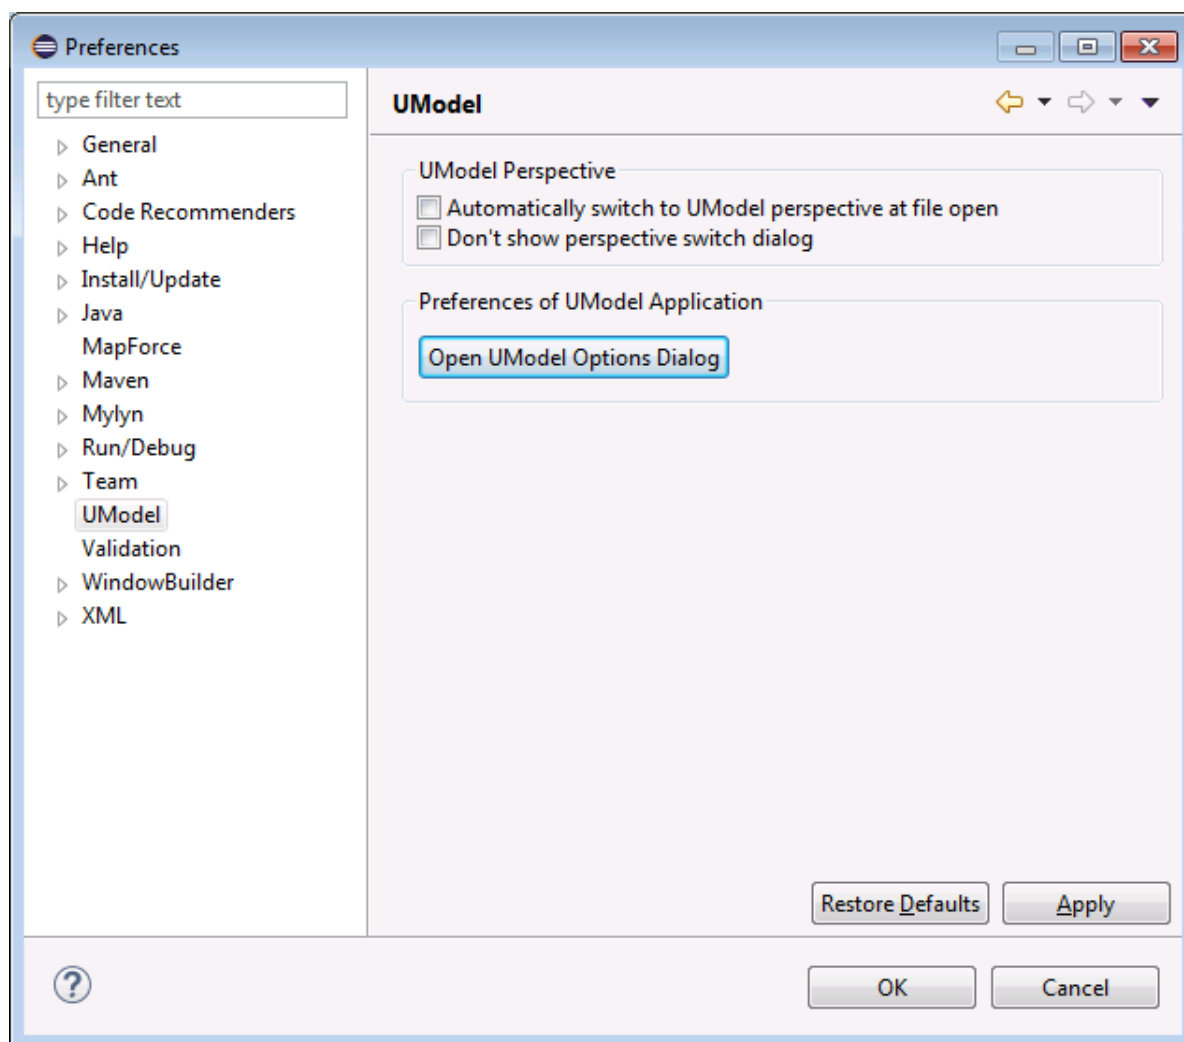 Preferences
type filter text
General
Ant
Code Recommenders
Help
Install/Update
Java
MapForce
Maven
Mylyn
Run/Debug
Team
UModel
Validation
WindowBuilder
XML
UModel
UModel Perspective
Automatically switch to UModel perspective at file open
Don't show perspective switch dialog
Preferences of UModel Application
Open UModel Options Dialog
Restore Defaults
Apply
?
OK
Cancel